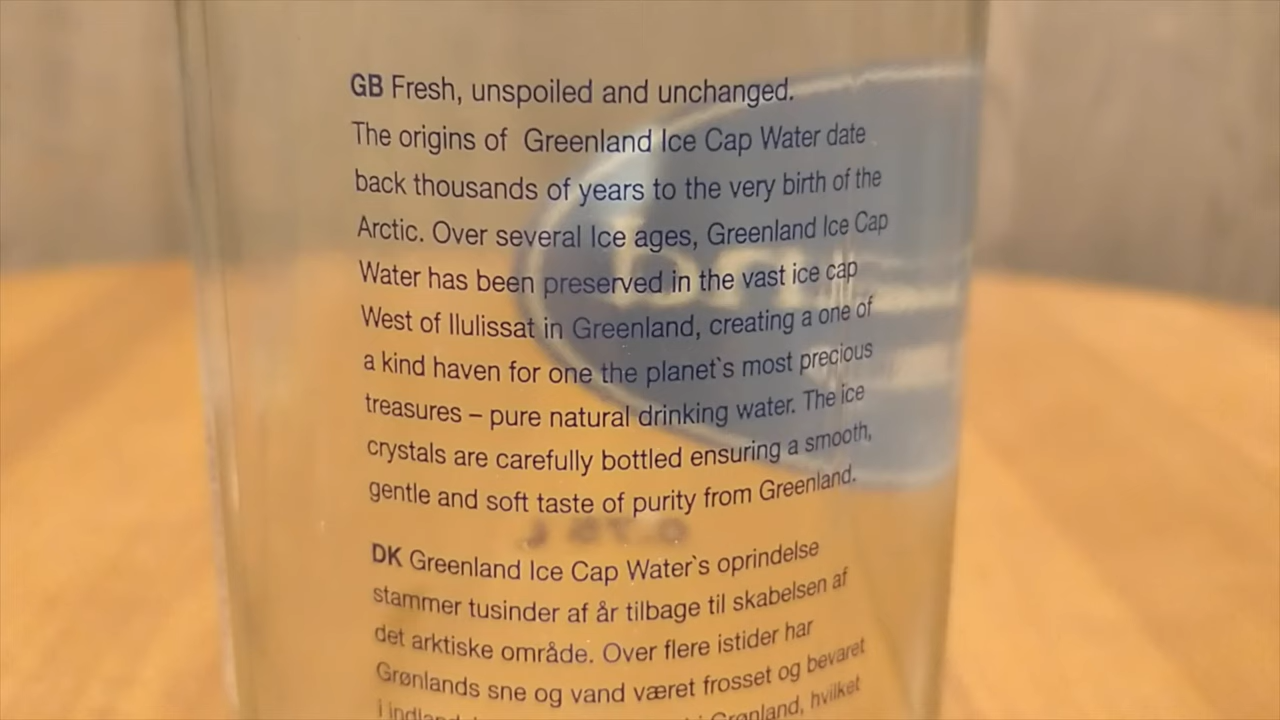 GB Fresh, unspoiled and unchanged.
The origins of Greenland Ice Cap Water date
back thousands of years to the very birth of the
Arctic. Over several Ice ages, Greenland Ice Cap
Water has been preserved in the vast ice cap
West of Ilulissat in Greenland, creating a one of
a kind haven for one the planet`s most precious
treasures – pure natural drinking water. The ice
crystals are carefully bottled ensuring a smooth,
gentle and soft taste of purity from Greenland.
0.75 L
DK Greenland Ice Cap Water`s oprindelse
stammer tusinder af år tilbage til skabelsen af
det arktiske område. Over flere istider har
Grønlands sne og vand været frosset og bevaret
Grønland, hvilket